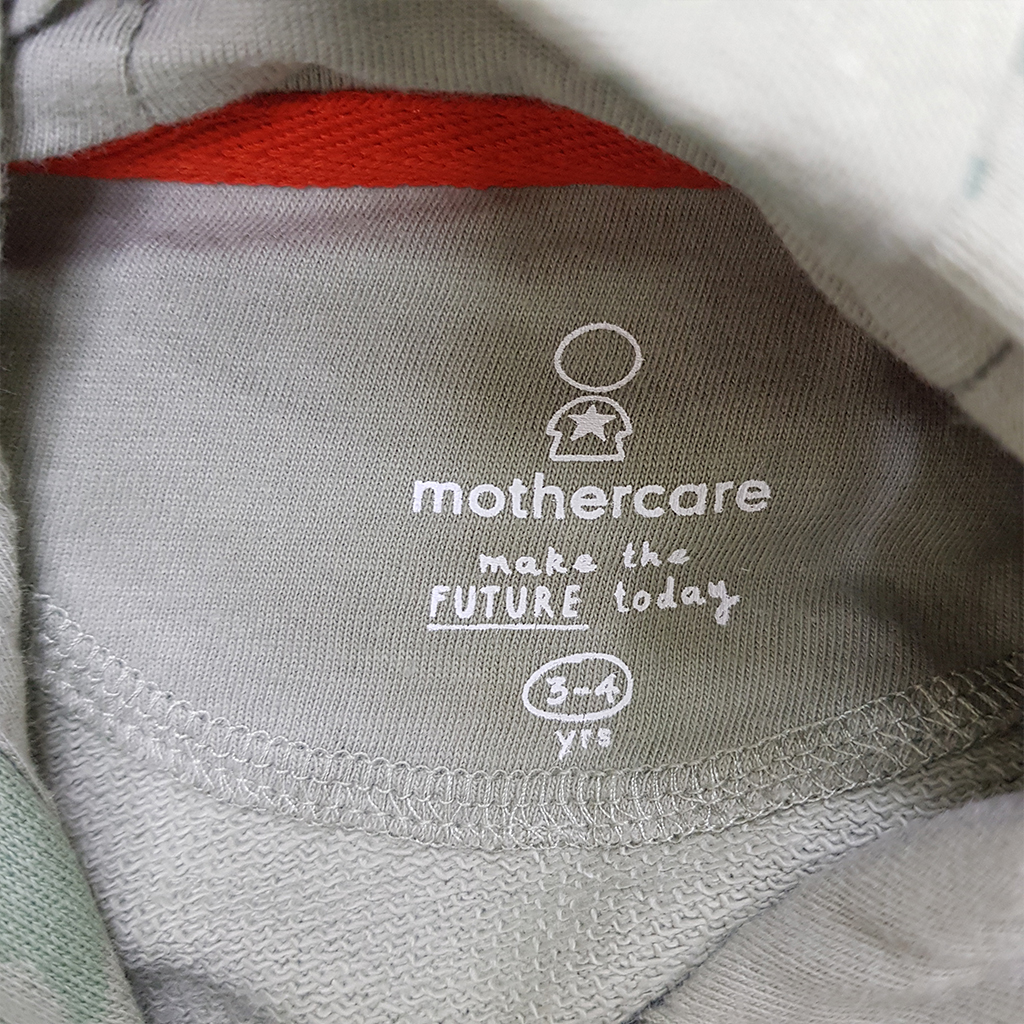 mothercare
make the
FUTURE today
3-4
yrs